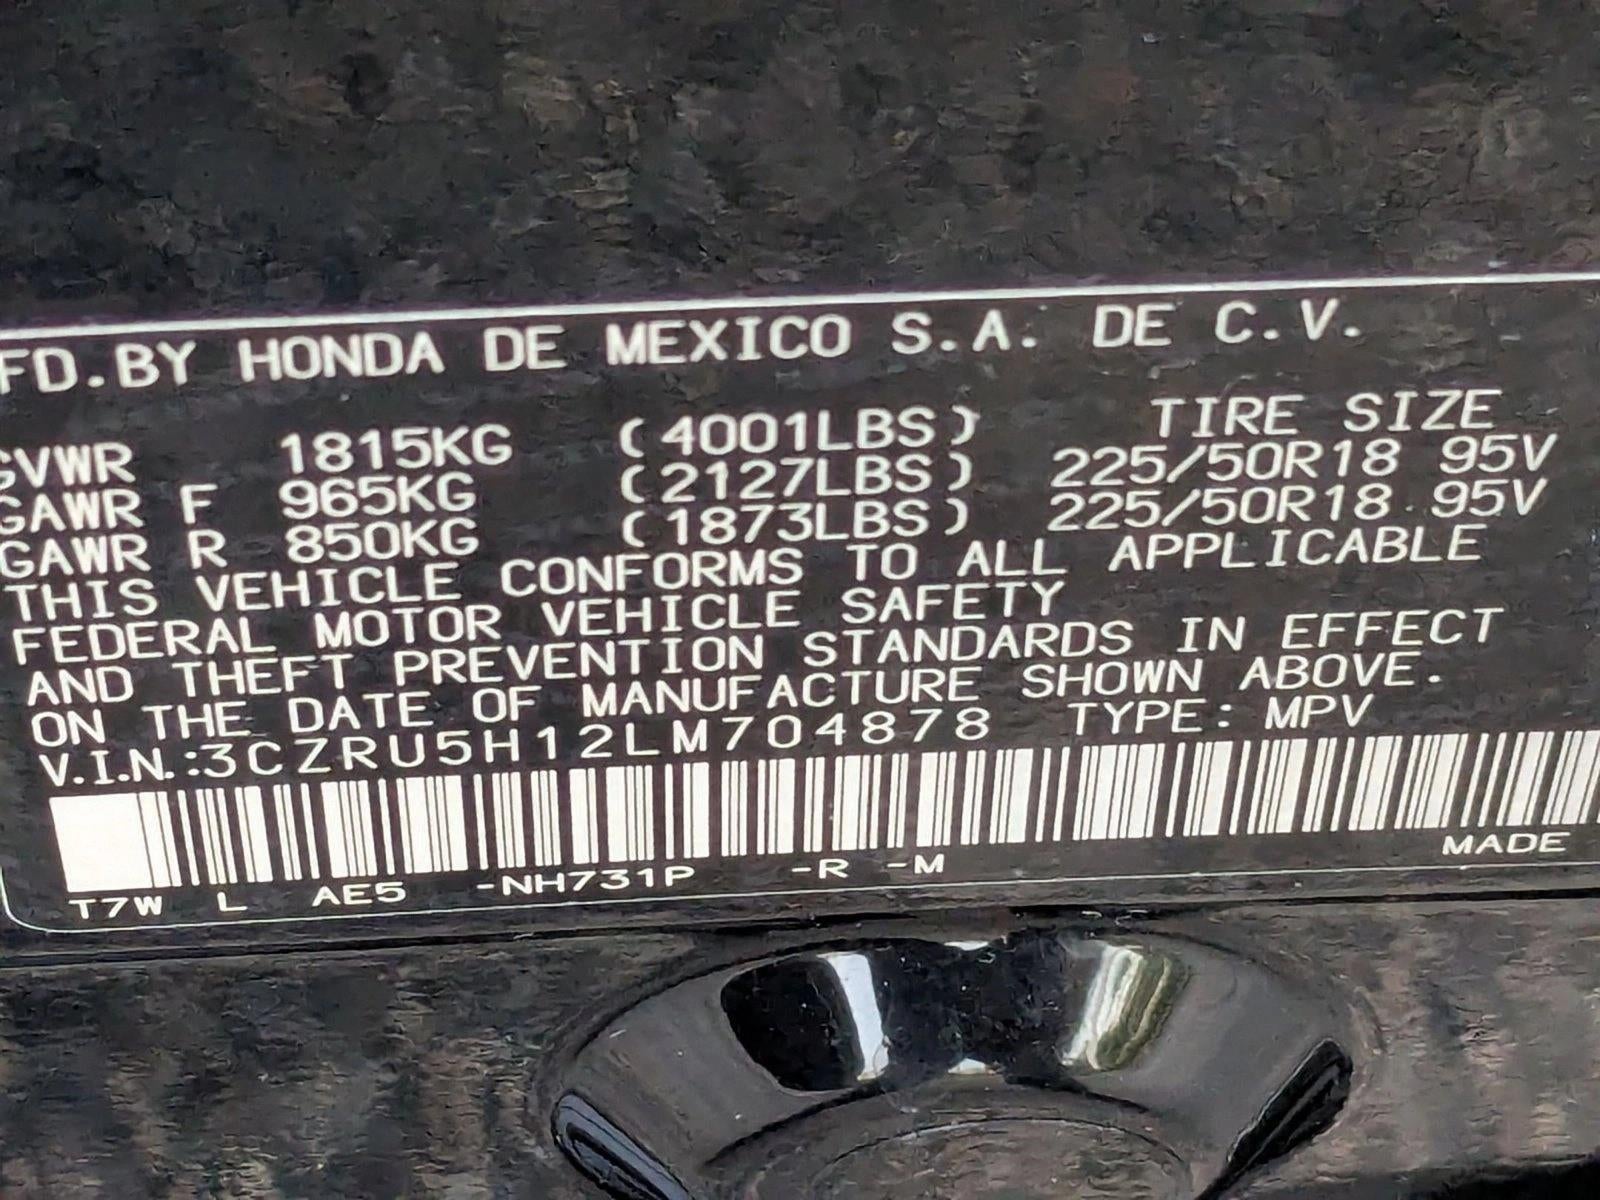 FD.BY HONDA DE MEXICO S.A. DE C.V.
TIRE SIZE
GVWR 1815KG (4001LBS)
GAWR F 965KG (2127LBS) 225/50R18 95V
GAWR R 850KG (1873LBS) 225/50R18 95V
THIS VEHICLE CONFORMS TO ALL APPLICABLE
FEDERAL MOTOR VEHICLE SAFETY
AND THEFT PREVENTION STANDARDS IN EFFECT
ON THE DATE OF MANUFACTURE SHOWN ABOVE.
V.I.N.:3CZRU5H12LM704878 TYPE: MPV
T7W L AE5 -NH731P -R -M MADE